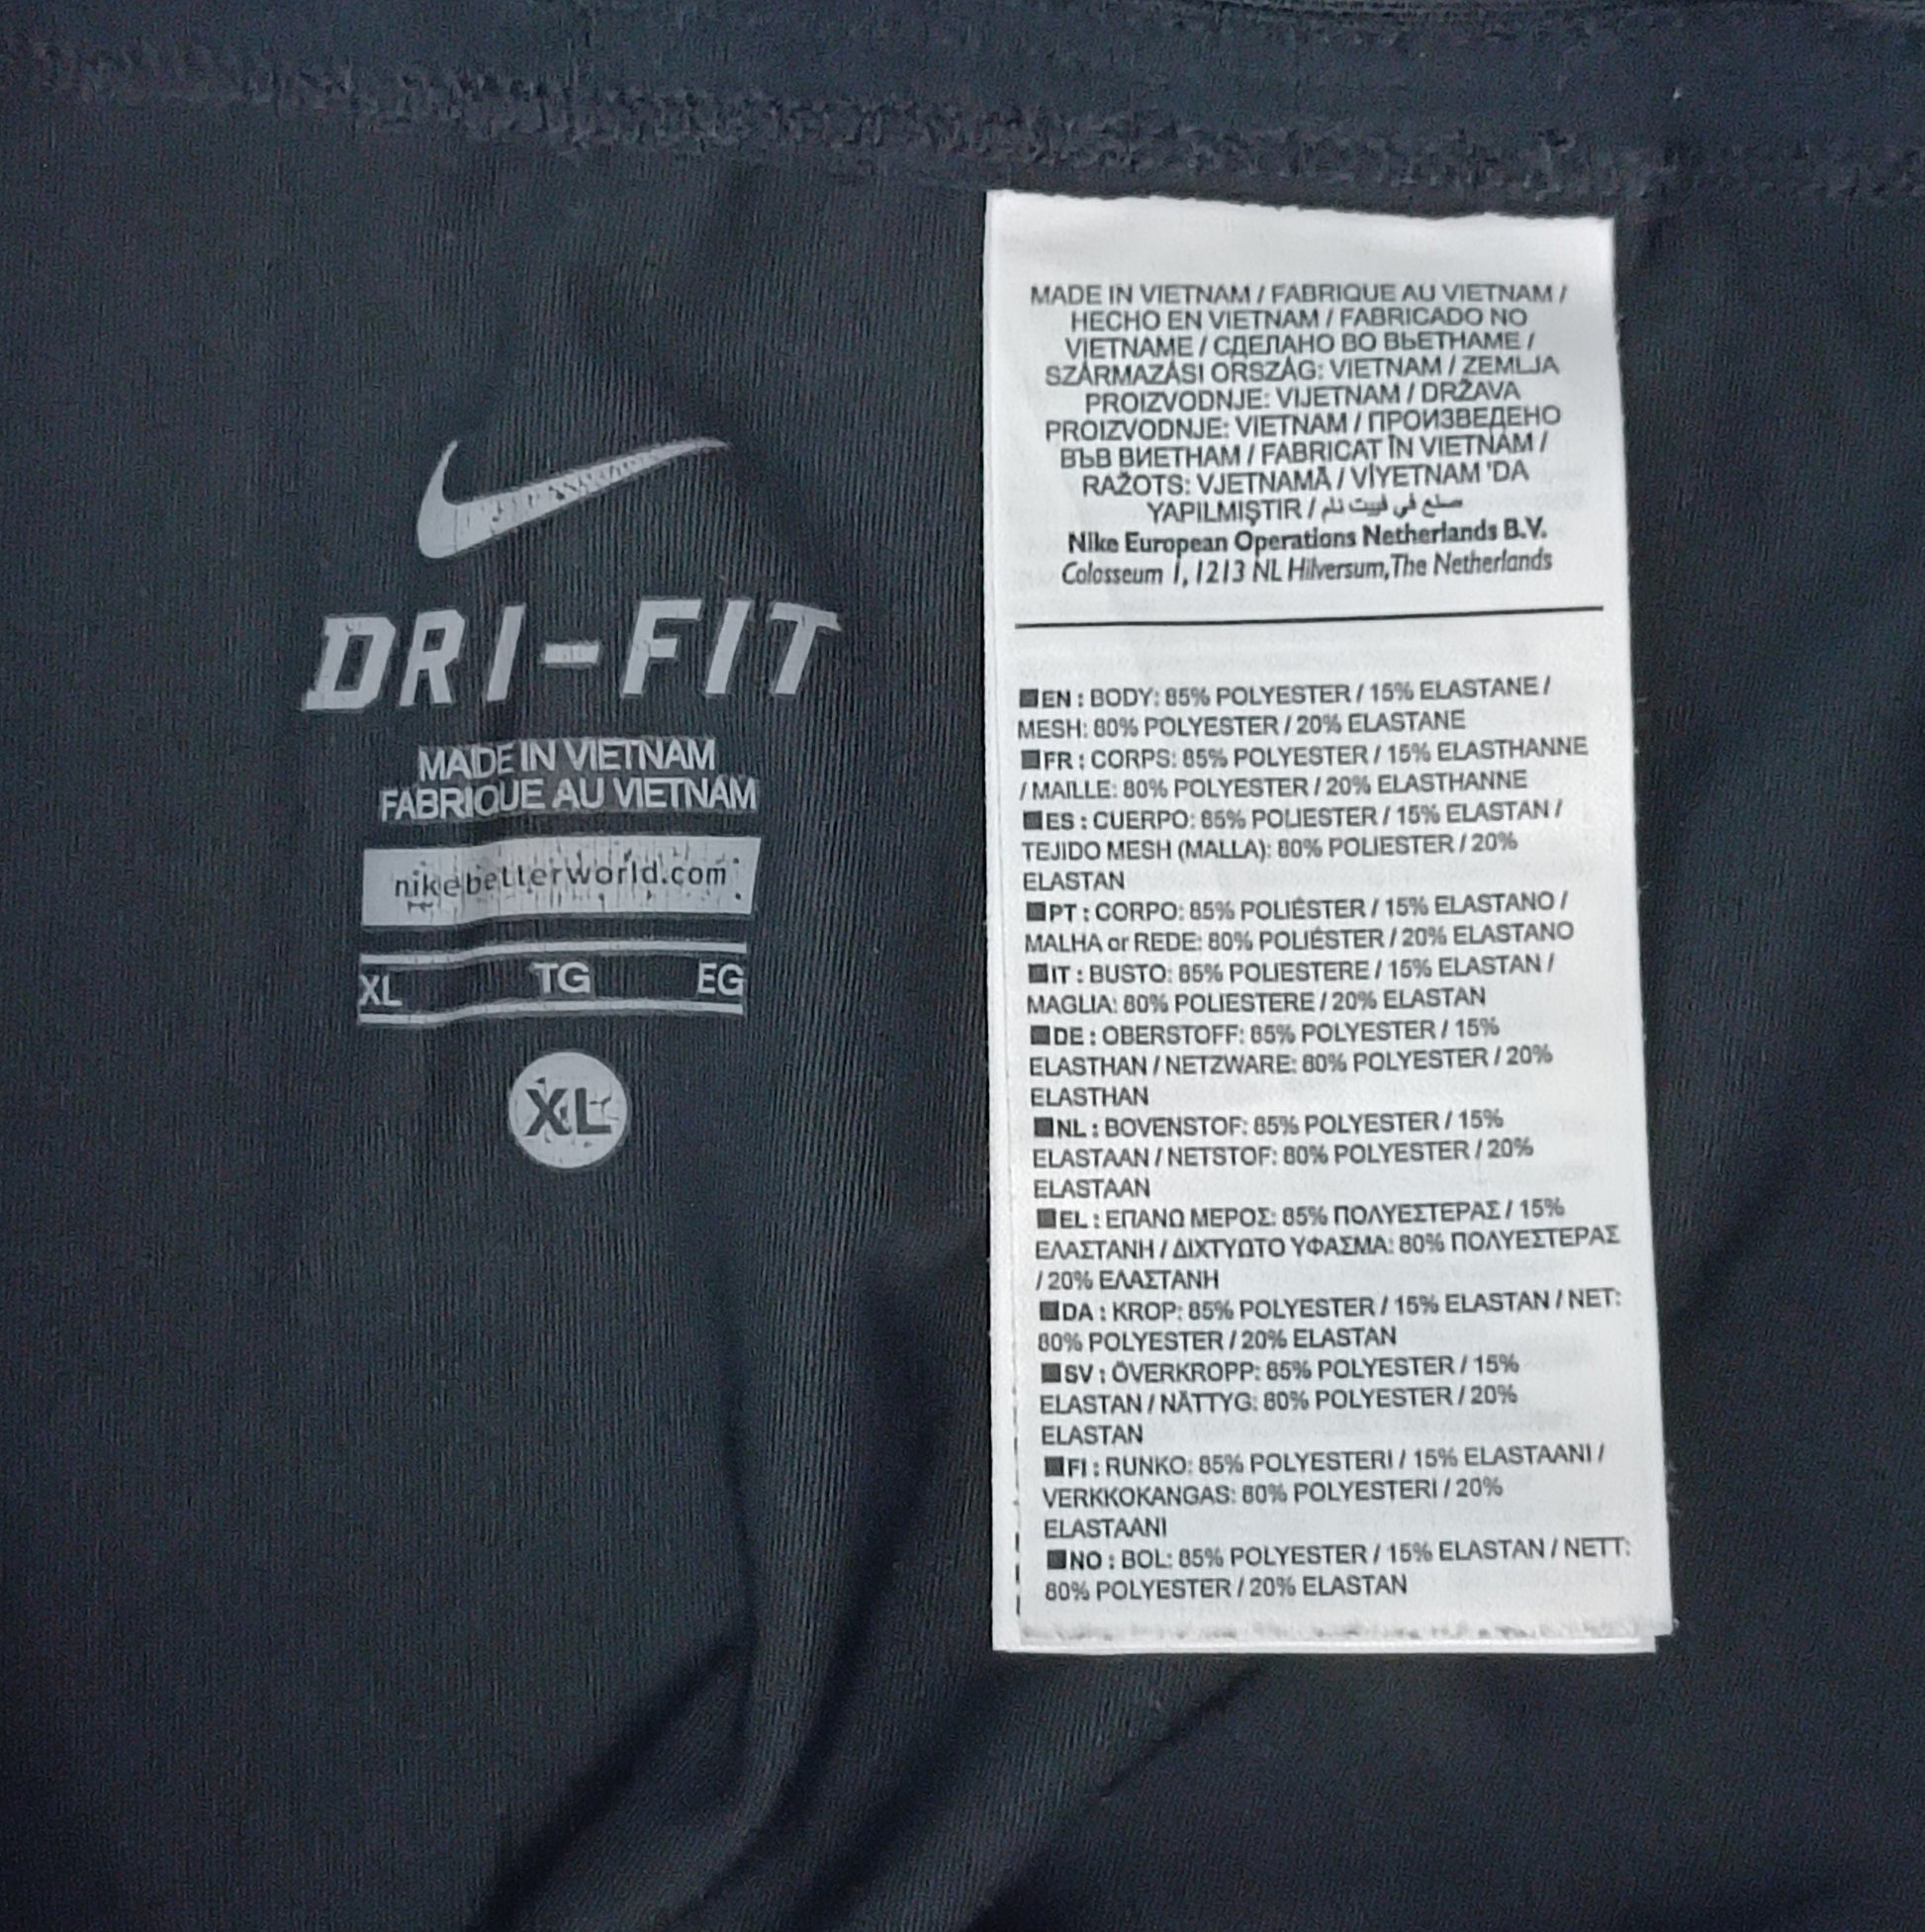 DRI-FIT
MADE IN VIETNAM
FABRIQUE AU VIETNAM
nikebetterworld.com
XL TG EG
XL
MADE IN VIETNAM / FABRIQUE AU VIETNAM /
HECHO EN VIETNAM / FABRICADO NO
VIETNAME / СДЕЛАНО ВО ВЬЕТНАМЕ /
SZÁRMAZÁSI ORSZÁG: VIETNAM / ZEMLJA
PROIZVODNJE: VIJETNAM / DRŽAVA
PROIZVODNJE: VIETNAM / ПРОИЗВЕДЕНО
ВЪВ ВИЕТНАМ / FABRICAT ÎN VIETNAM /
RAŽOTS: VJETNAMĀ / VİYETNAM 'DA
YAPILMIŞTIR / صنع في فييت نام
Nike European Operations Netherlands B.V.
Colosseum 1, 1213 NL Hilversum, The Netherlands
EN : BODY: 85% POLYESTER / 15% ELASTANE /
MESH: 80% POLYESTER / 20% ELASTANE
FR : CORPS: 85% POLYESTER / 15% ELASTHANNE
/ MAILLE: 80% POLYESTER / 20% ELASTHANNE
ES : CUERPO: 85% POLIESTER / 15% ELASTAN /
TEJIDO MESH (MALLA): 80% POLIESTER / 20%
ELASTAN
PT : CORPO: 85% POLIÉSTER / 15% ELASTANO /
MALHA or REDE: 80% POLIÉSTER / 20% ELASTANO
IT : BUSTO: 85% POLIESTERE / 15% ELASTAN /
MAGLIA: 80% POLIESTERE / 20% ELASTAN
DE : OBERSTOFF: 85% POLYESTER / 15%
ELASTHAN / NETZWARE: 80% POLYESTER / 20%
ELASTHAN
NL : BOVENSTOF: 85% POLYESTER / 15%
ELASTAAN / NETSTOF: 80% POLYESTER / 20%
ELASTAAN
EL : ΕΠΑΝΩ ΜΕΡΟΣ: 85% ΠΟΛΥΕΣΤΕΡΑΣ / 15%
ΕΛΑΣΤΑΝΗ / ΔΙΧΤΥΩΤΟ ΥΦΑΣΜΑ: 80% ΠΟΛΥΕΣΤΕΡΑΣ
/ 20% ΕΛΑΣΤΑΝΗ
DA : KROP: 85% POLYESTER / 15% ELASTAN / NET:
80% POLYESTER / 20% ELASTAN
SV : ÖVERKROPP: 85% POLYESTER / 15%
ELASTAN / NÄTTYG: 80% POLYESTER / 20%
ELASTAN
FI : RUNKO: 85% POLYESTERI / 15% ELASTAANI /
VERKKOKANGAS: 80% POLYESTERI / 20%
ELASTAANI
NO : BOL: 85% POLYESTER / 15% ELASTAN / NETT:
80% POLYESTER / 20% ELASTAN